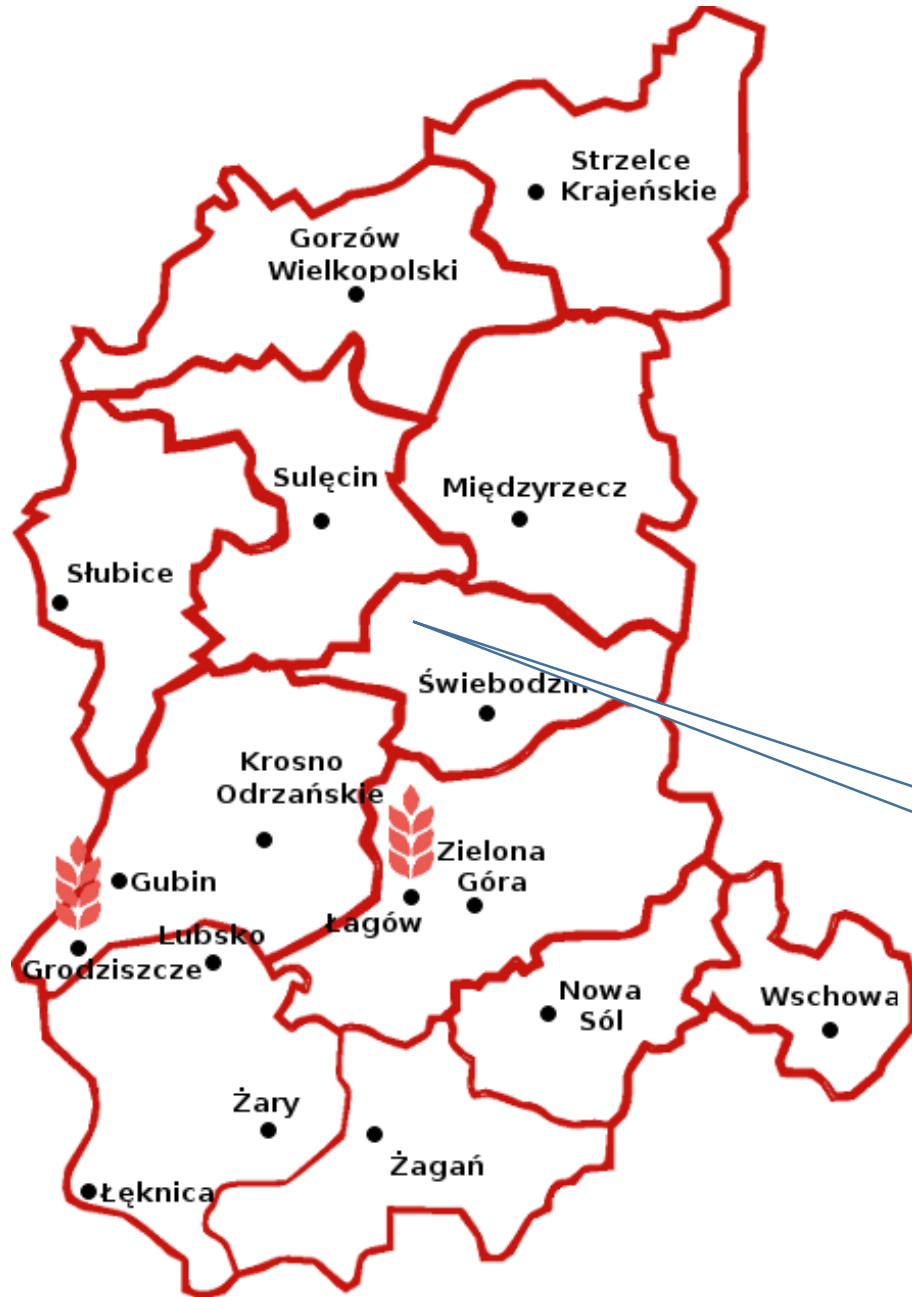 Strzelce
Krajeńskie
Gorzów
Wielkopolski
Sulęcin
Międzyrzecz
Słubice
Świebodzin
Krosno
Odrzańskie
Zielona
Góra
Gubin
Łagów
Lubsko
Grodziszcze
Nowa
Sól
Wschowa
Żary
Żagań
Łęknica